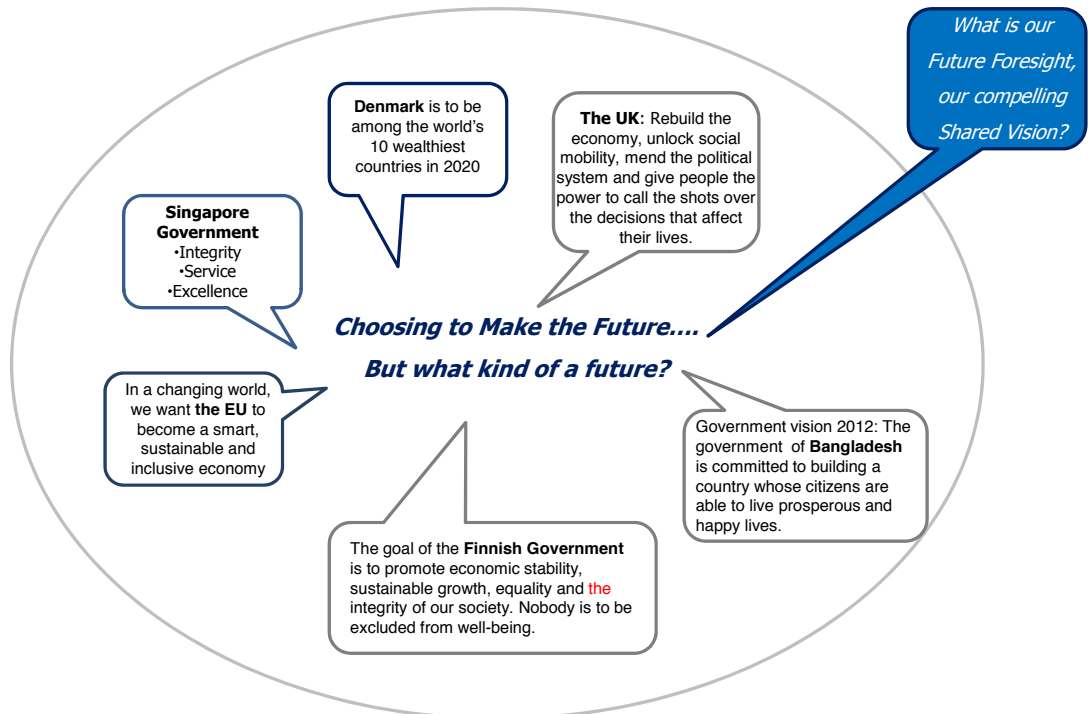 What is our
Future Foresight,
our compelling
Shared Vision?
Denmark is to be
among the world's
10 wealthiest
countries in 2020
The UK: Rebuild the
economy, unlock social
mobility, mend the political
system and give people the
power to call the shots over
the decisions that affect
their lives.
Singapore
Government
•Integrity
•Service
•Excellence
Choosing to Make the Future....
But what kind of a future?
In a changing world,
we want the EU to
become a smart,
sustainable and
inclusive economy
Government vision 2012: The
government of Bangladesh
is committed to building a
country whose citizens are
able to live prosperous and
happy lives.
The goal of the Finnish Government
is to promote economic stability,
sustainable growth, equality and the
integrity of our society. Nobody is to be
excluded from well-being.